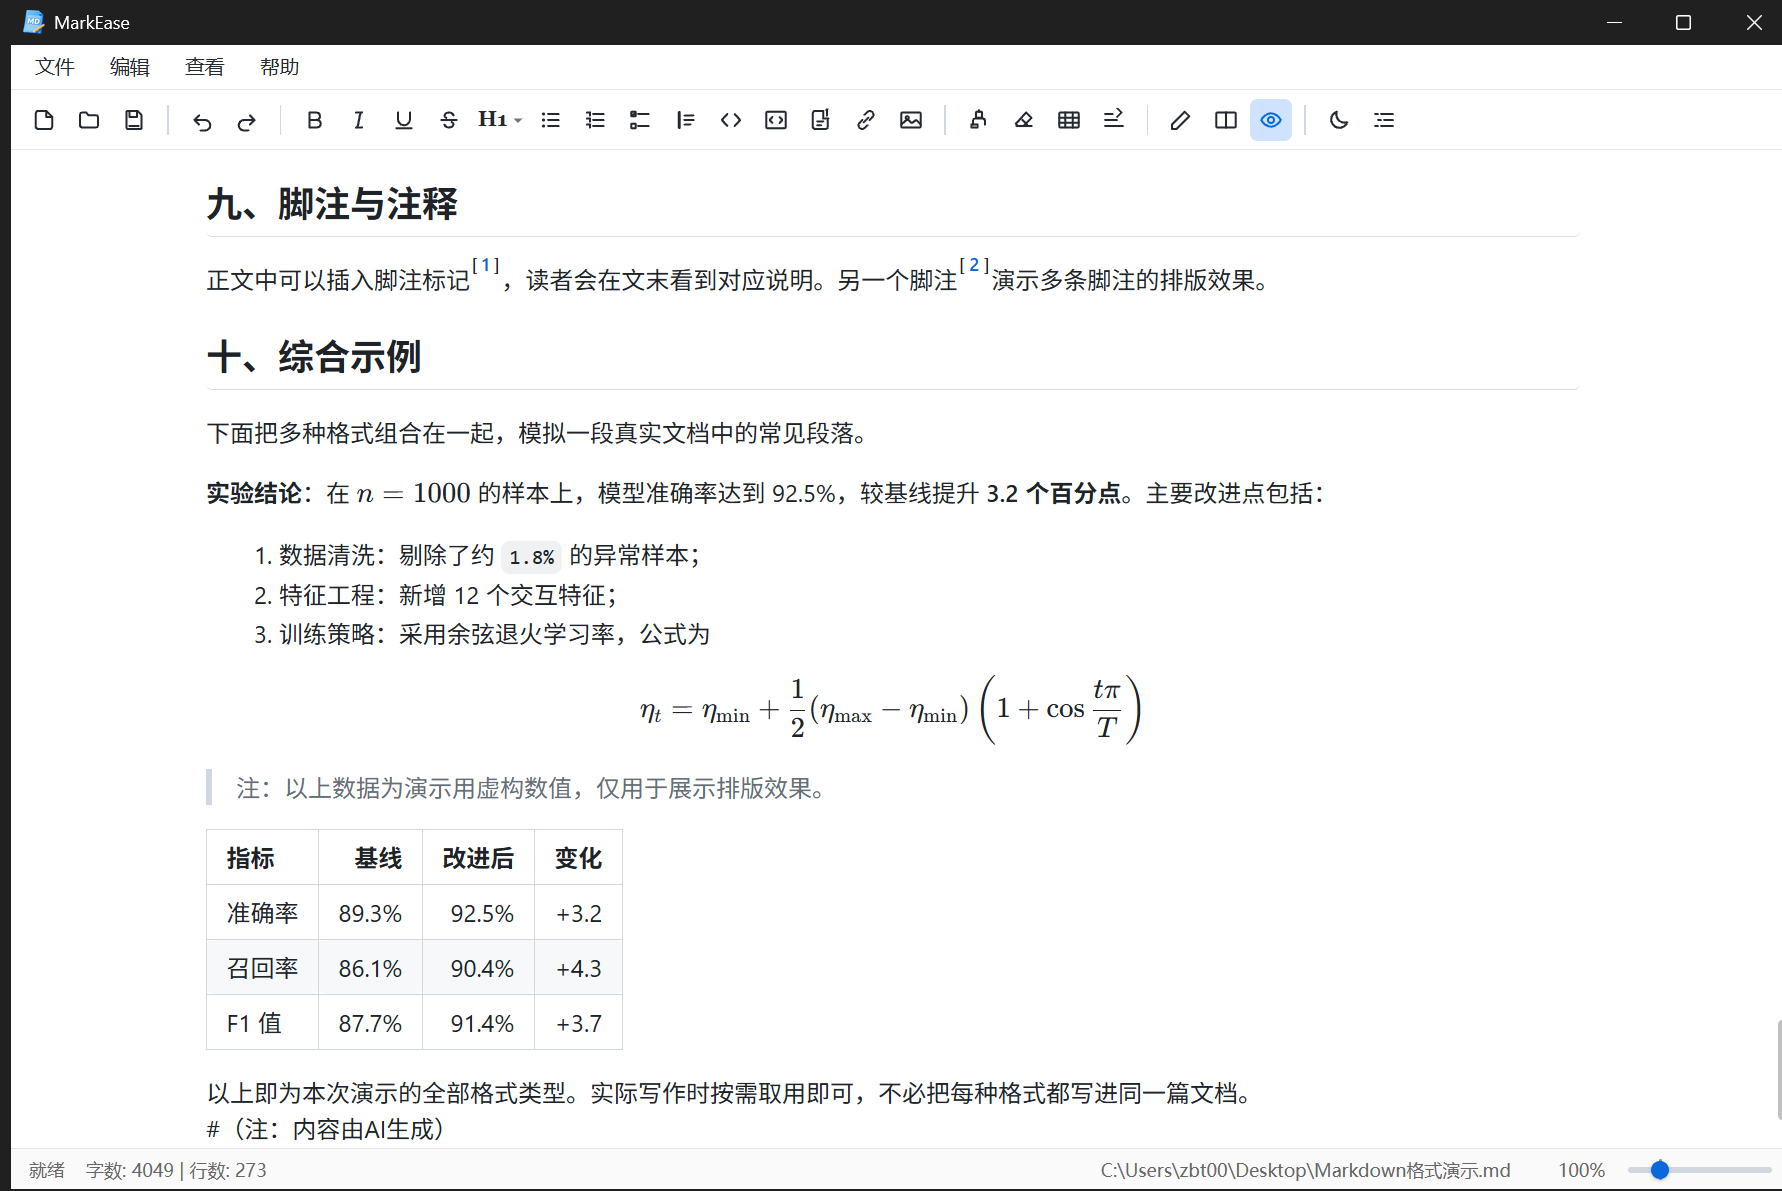 MarkEase
文件 编辑 查看 帮助
H1
九、脚注与注释
正文中可以插入脚注标记[1]，读者会在文末看到对应说明。另一个脚注[2]演示多条脚注的排版效果。
十、综合示例
下面把多种格式组合在一起，模拟一段真实文档中的常见段落。
实验结论：在 n = 1000 的样本上，模型准确率达到 92.5%，较基线提升 3.2 个百分点。主要改进点包括：
1. 数据清洗：剔除了约 1.8% 的异常样本；
2. 特征工程：新增 12 个交互特征；
3. 训练策略：采用余弦退火学习率，公式为
η_t = η_min + \frac{1}{2}(η_max − η_min) (1 + cos \frac{tπ}{T})
注：以上数据为演示用虚构数值，仅用于展示排版效果。
指标 基线 改进后 变化
准确率 89.3% 92.5% +3.2
召回率 86.1% 90.4% +4.3
F1 值 87.7% 91.4% +3.7
以上即为本次演示的全部格式类型。实际写作时按需取用即可，不必把每种格式都写进同一篇文档。
#（注：内容由AI生成）
就绪 字数: 4049 | 行数: 273 C:\Users\zbt00\Desktop\Markdown格式演示.md 100%